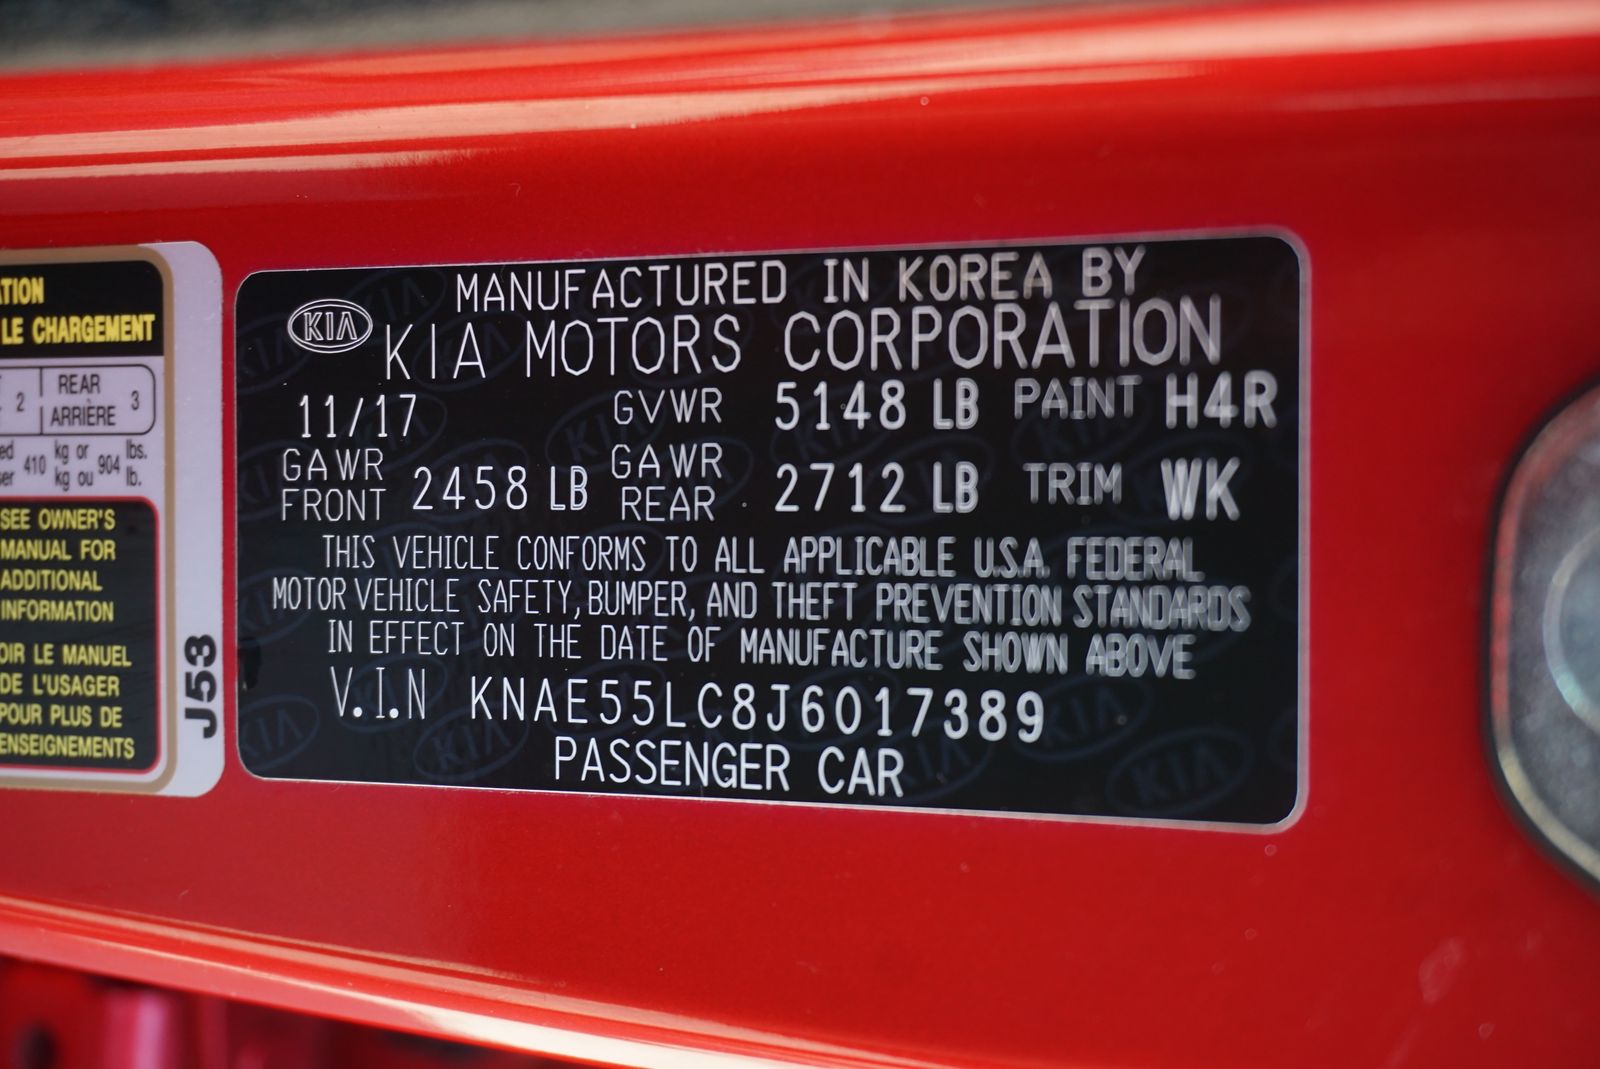 LE CHARGEMENT
2 REAR ARRIÈRE 3
410 kg or kg ou 904 lbs. lb.
SEE OWNER'S
MANUAL FOR
ADDITIONAL
INFORMATION
LE MANUEL
DE L'USAGER
POUR PLUS DE
J53
KIA
MANUFACTURED IN KOREA BY
KIA MOTORS CORPORATION
11/17 GVWR 5148 LB PAINT H4R
GAWR FRONT 2458 LB GAWR REAR 2712 LB TRIM WK
THIS VEHICLE CONFORMS TO ALL APPLICABLE U.S.A. FEDERAL
MOTOR VEHICLE SAFETY, BUMPER, AND THEFT PREVENTION STANDARDS
IN EFFECT ON THE DATE OF MANUFACTURE SHOWN ABOVE
V.I.N KNAE55LC8J6017389
PASSENGER CAR